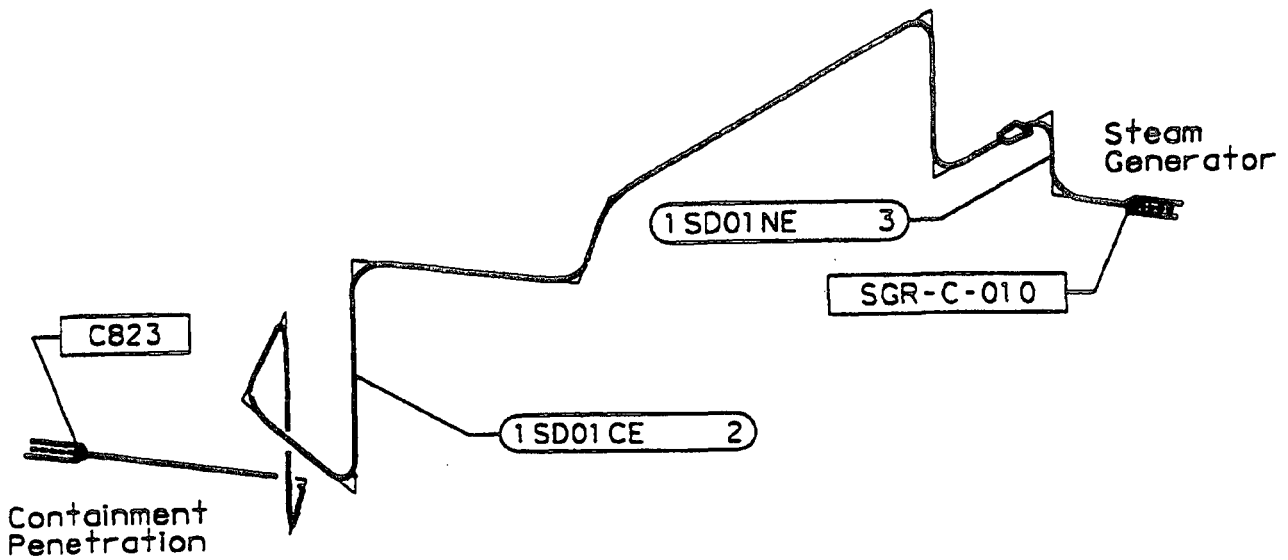 Steam
Generator
1SD01NE 3
SGR-C-010
C823
1SD01CE 2
Containment
Penetration